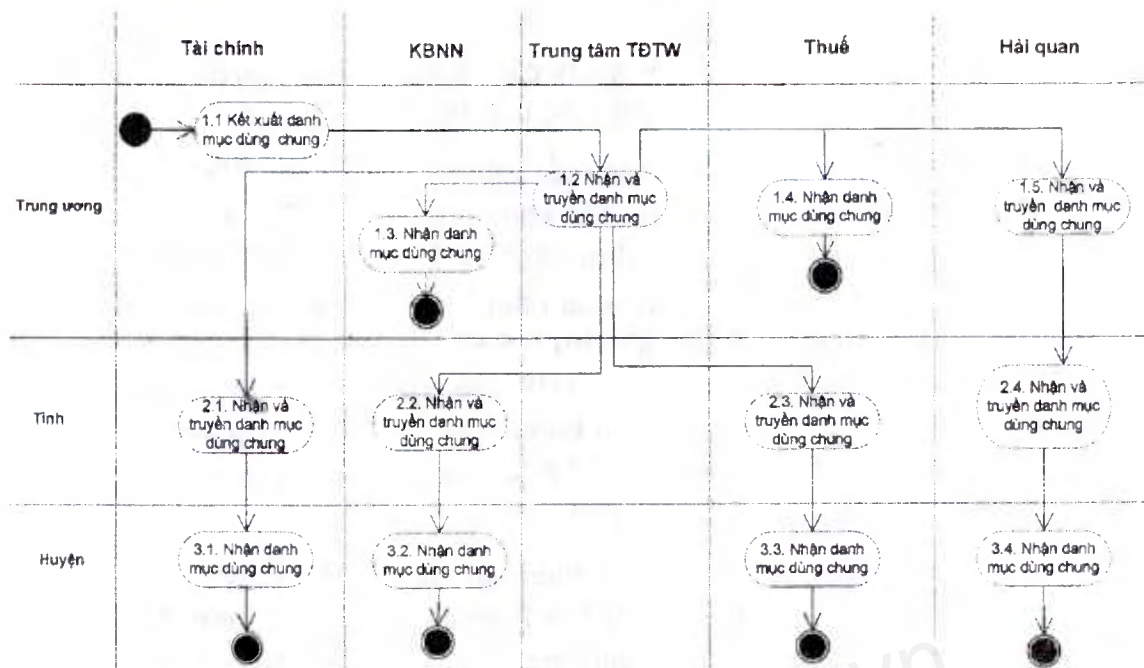 Tài chính
KBNN
Trung tâm TĐTW
Thuế
Hải quan
Trung ương
1.1 Kết xuất danh
mục dùng chung
1.2 Nhận và
truyền danh mục
dùng chung
1.3. Nhận danh
mục dùng chung
1.4. Nhận danh
mục dùng chung
1.5. Nhận và
truyền danh mục
dùng chung
Tỉnh
2.1. Nhận và
truyền danh mục
dùng chung
2.2. Nhận và
truyền danh mục
dùng chung
2.3. Nhận và
truyền danh mục
dùng chung
2.4. Nhận và
truyền danh mục
dùng chung
Huyện
3.1. Nhận danh
mục dùng chung
3.2. Nhận danh
mục dùng chung
3.3. Nhận danh
mục dùng chung
3.4. Nhận danh
mục dùng chung